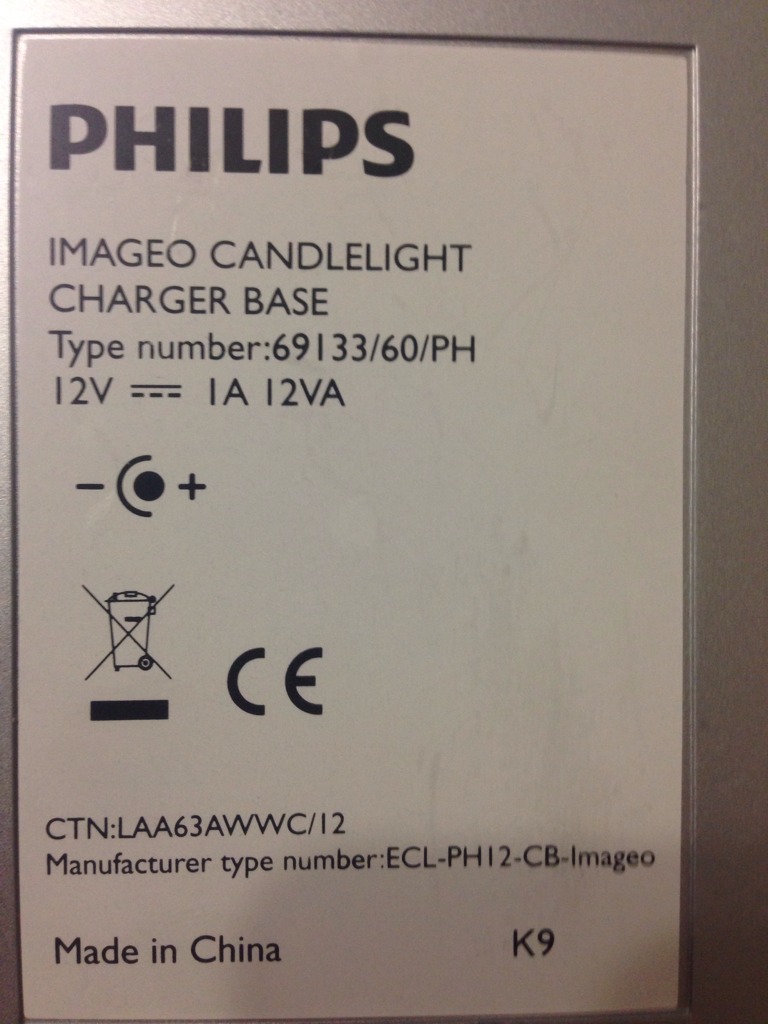 PHILIPS
IMAGEO CANDLELIGHT
CHARGER BASE
Type number:69133/60/PH
12V ⎓ 1A 12VA
- +
CE
CTN:LAA63AWWC/12
Manufacturer type number:ECL-PH12-CB-Imageo
Made in China K9